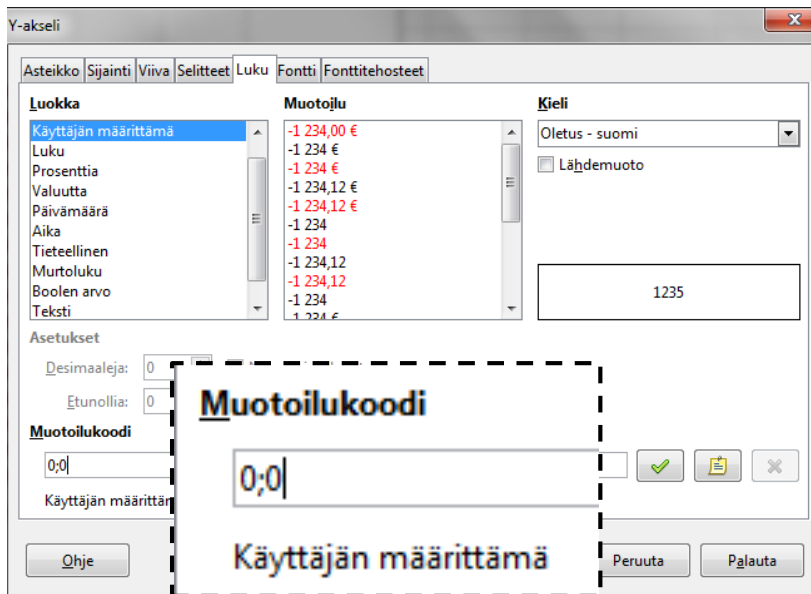 Y-akseli
Asteikko Sijainti Viiva Selitteet Luku Fontti Fonttitehosteet
Luokka
Käyttäjän määrittämä
Luku
Prosenttia
Valuutta
Päivämäärä
Aika
Tieteellinen
Murtoluku
Boolen arvo
Teksti
Muotoilu
-1 234,00 €
-1 234 €
-1 234 €
-1 234,12 €
-1 234,12 €
-1 234
-1 234
-1 234,12
-1 234,12
-1 234
-1 234 €
Kieli
Oletus - suomi
Lähdemuoto
1235
Asetukset
Desimaaleja: 0
Etunollia: 0
Muotoilukoodi
0;0
Käyttäjän määrittäm
Muotoilukoodi
0;0
Käyttäjän määrittämä
Ohje
Peruuta
Palauta